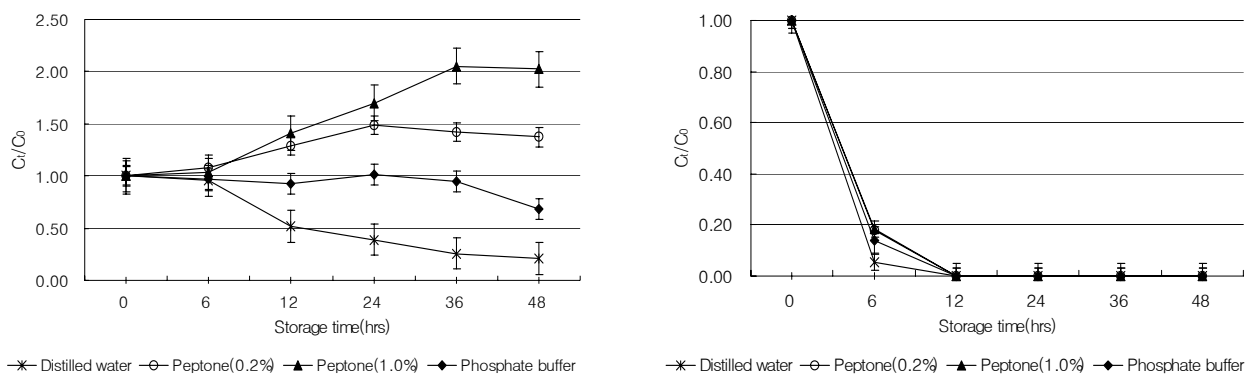 2.50
2.00
1.50
1.00
0.50
0.00
Ct/C0
0 6 12 24 36 48
Storage time(hrs)
Distilled water Peptone(0.2%) Peptone(1.0%) Phosphate buffer
1.00
0.80
0.60
0.40
0.20
0.00
Ct/C0
0 6 12 24 36 48
Storage time(hrs)
Distilled water Peptone(0.2%) Peptone(1.0%) Phosphate buffer